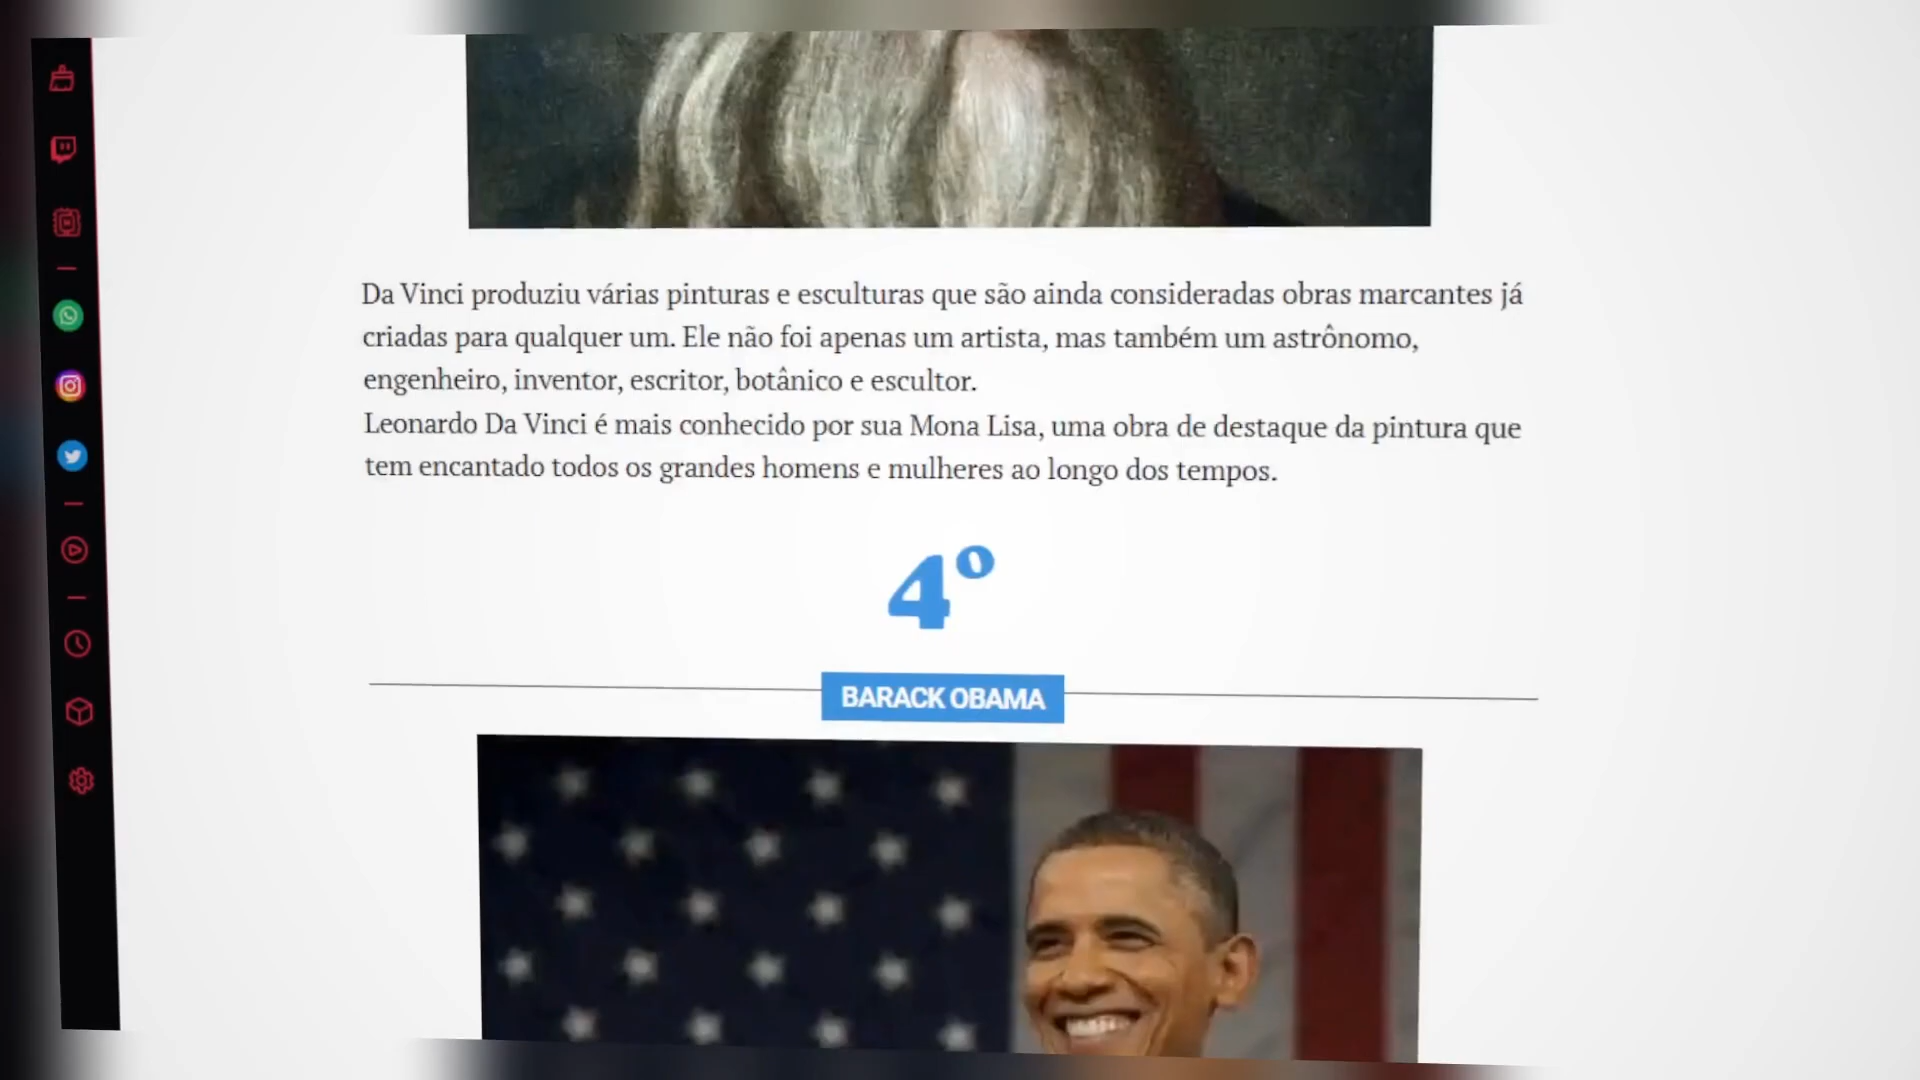 Da Vinci produziu várias pinturas e esculturas que são ainda consideradas obras marcantes já
criadas para qualquer um. Ele não foi apenas um artista, mas também um astrônomo,
engenheiro, inventor, escritor, botânico e escultor.
Leonardo Da Vinci é mais conhecido por sua Mona Lisa, uma obra de destaque da pintura que
tem encantado todos os grandes homens e mulheres ao longo dos tempos.
4º
BARACK OBAMA